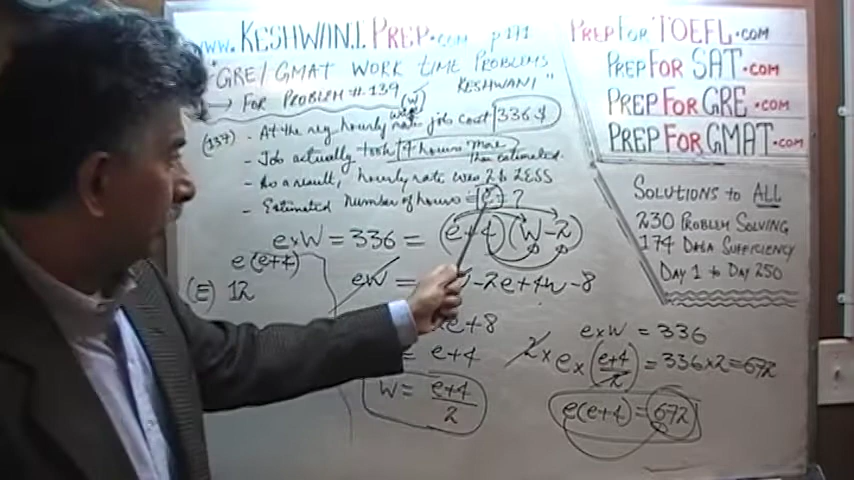 www.KESHWANIPREP.com p171
"GRE/GMAT WORK TIME PROBLEMS
→ FOR PROBLEM #139 KESHWANI"
(w)
(139) - At the reg. hourly rate job cost 336 $
- Job actually took 4 hours more
than estimated.
- As a result, hourly rate was 2 $ LESS
- Estimated Number of hours = e ?
e×W = 336 = (e+4)(W-2)
e(e+4)
(E) 12
ew = -2e+4w-8
2e+8
= e+4
W = e+4
2
PREPFORTOEFL.com
PREPFORSAT.com
PREPFORGRE.com
PREPFORGMAT.com
SOLUTIONS to ALL
230 PROBLEM SOLVING
174 DATA SUFFICIENCY
DAY 1 to DAY 250
e×W = 336
2 × e × (e+4/2) = 336×2 = 672
e(e+4) = 672